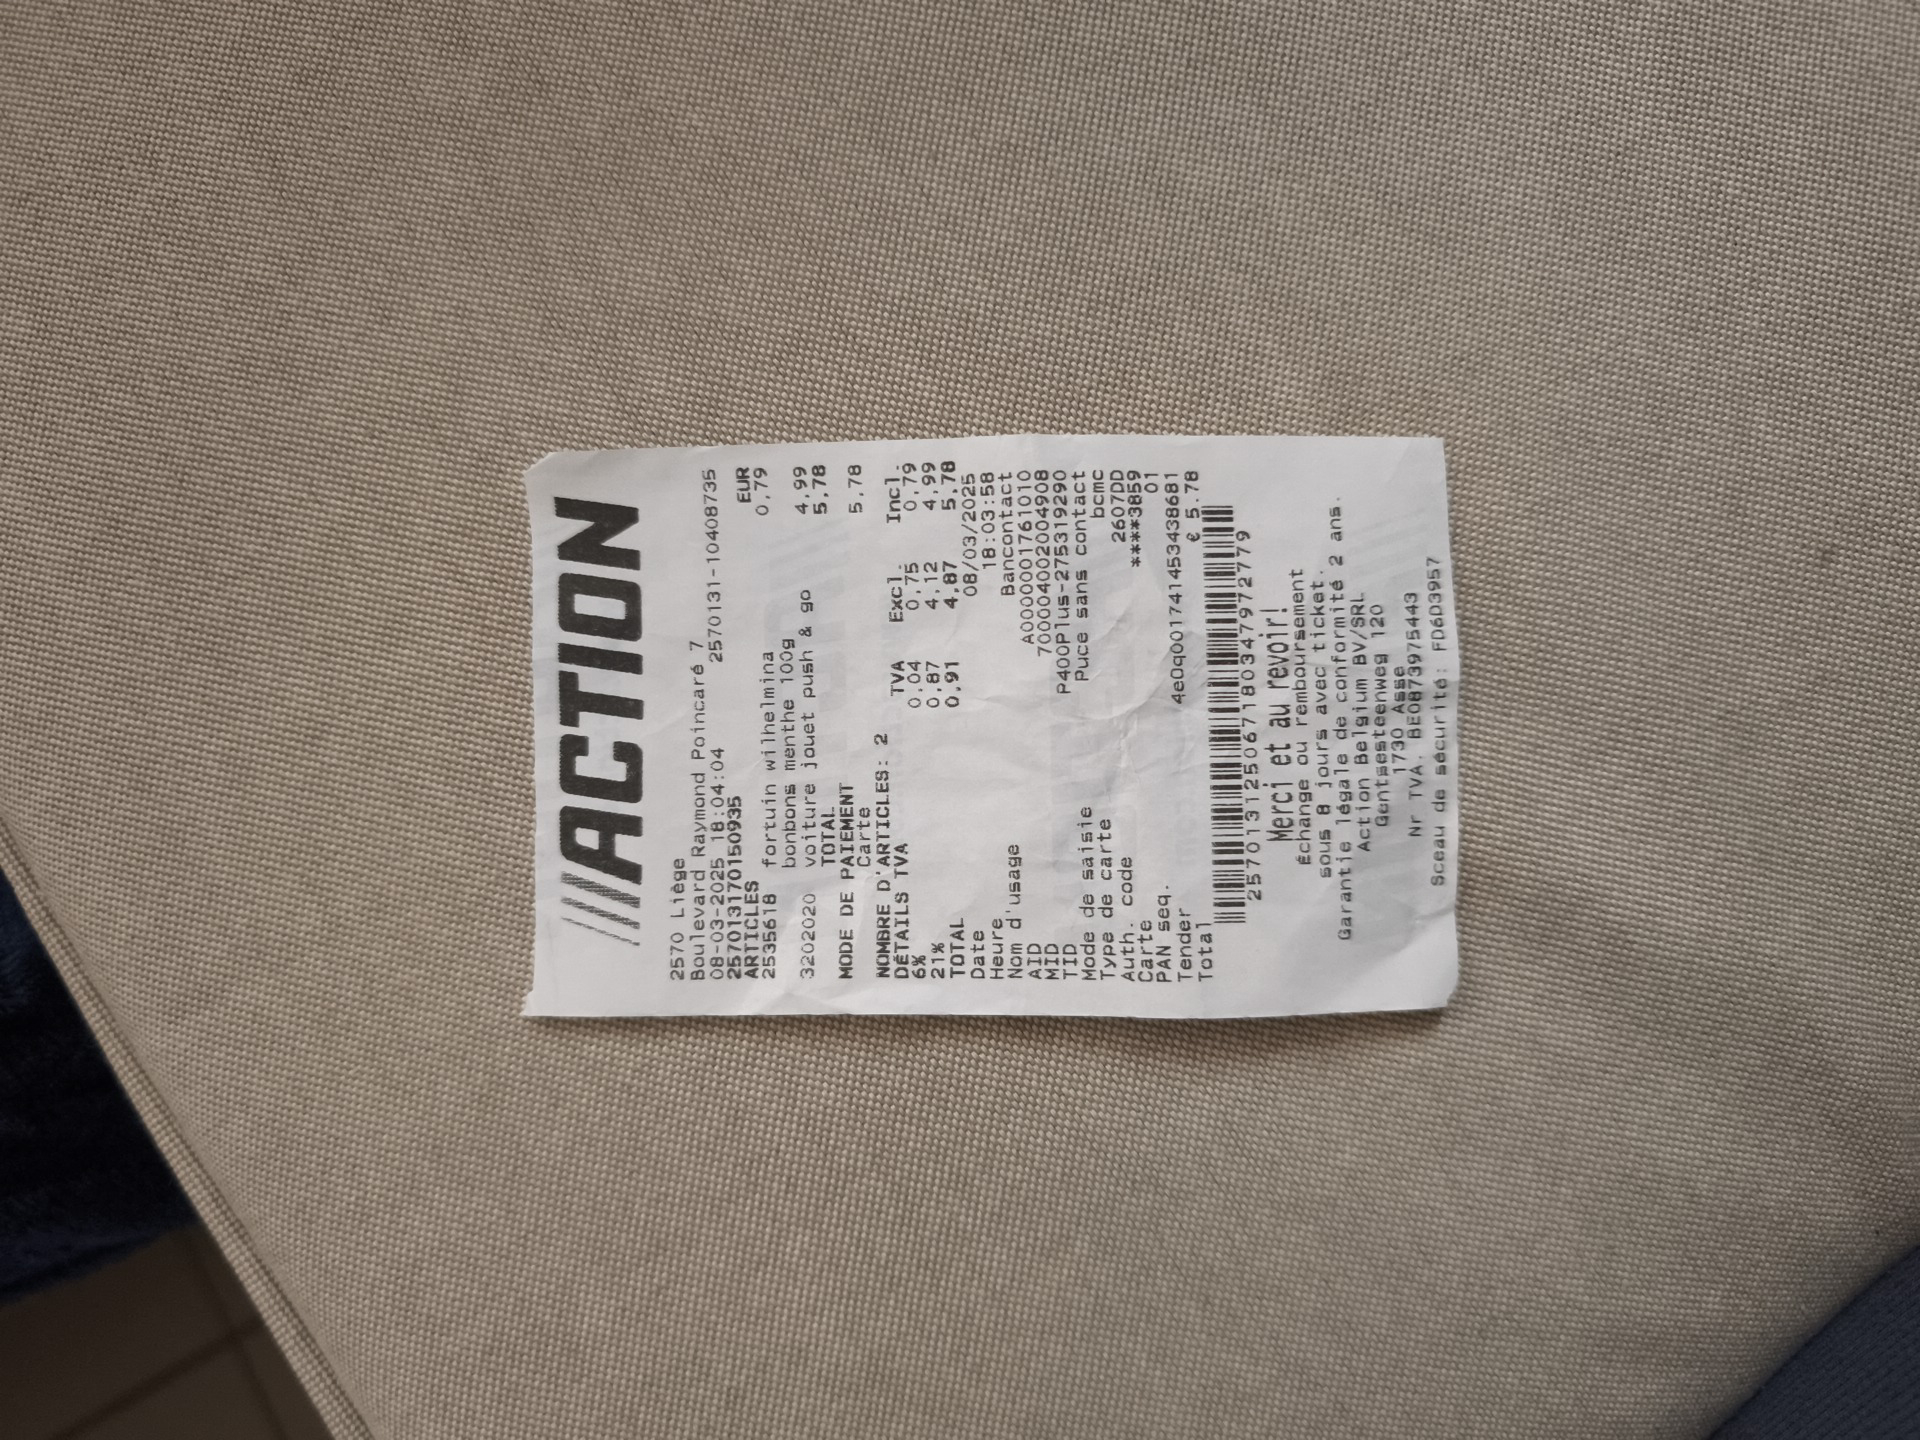 ACTION
2570 Liège
Boulevard Raymond Poincaré 7
08-03-2025 18:04:04 2570131-10408735
2570131170150935
ARTICLES EUR
2535618 fortuin wilhelmina 0,79
bonbons menthe 100g
3202020 voiture jouet push & go 4,99
TOTAL 5,78
MODE DE PAIEMENT
Carte 5,78
NOMBRE D'ARTICLES: 2
DÉTAILS TVA TVA Excl. Incl.
6% 0,04 0,75 0,79
21% 0,87 4,12 4,99
TOTAL 0,91 4,87 5,78
Date 08/03/2025
Heure 18:03:58
Nom d'usage Bancontact
AID A0000001761010
MID 700004002004908
TID P400Plus-275319290
Mode de saisie Puce sans contact
Type de carte bcmc
Auth. code 2607DD
Carte ****3859
PAN seq. 01
Tender 4e0q001741453438681
Total € 5.78
2570131250671803479772779
Merci et au revoir!
Échange ou remboursement
sous 8 jours avec ticket.
Garantie légale de conformité 2 ans.
Action Belgium BV/SRL
Gentsesteenweg 120
1730 Asse
Nr TVA. BE0873975443
Sceau de sécurité: FD6D3957